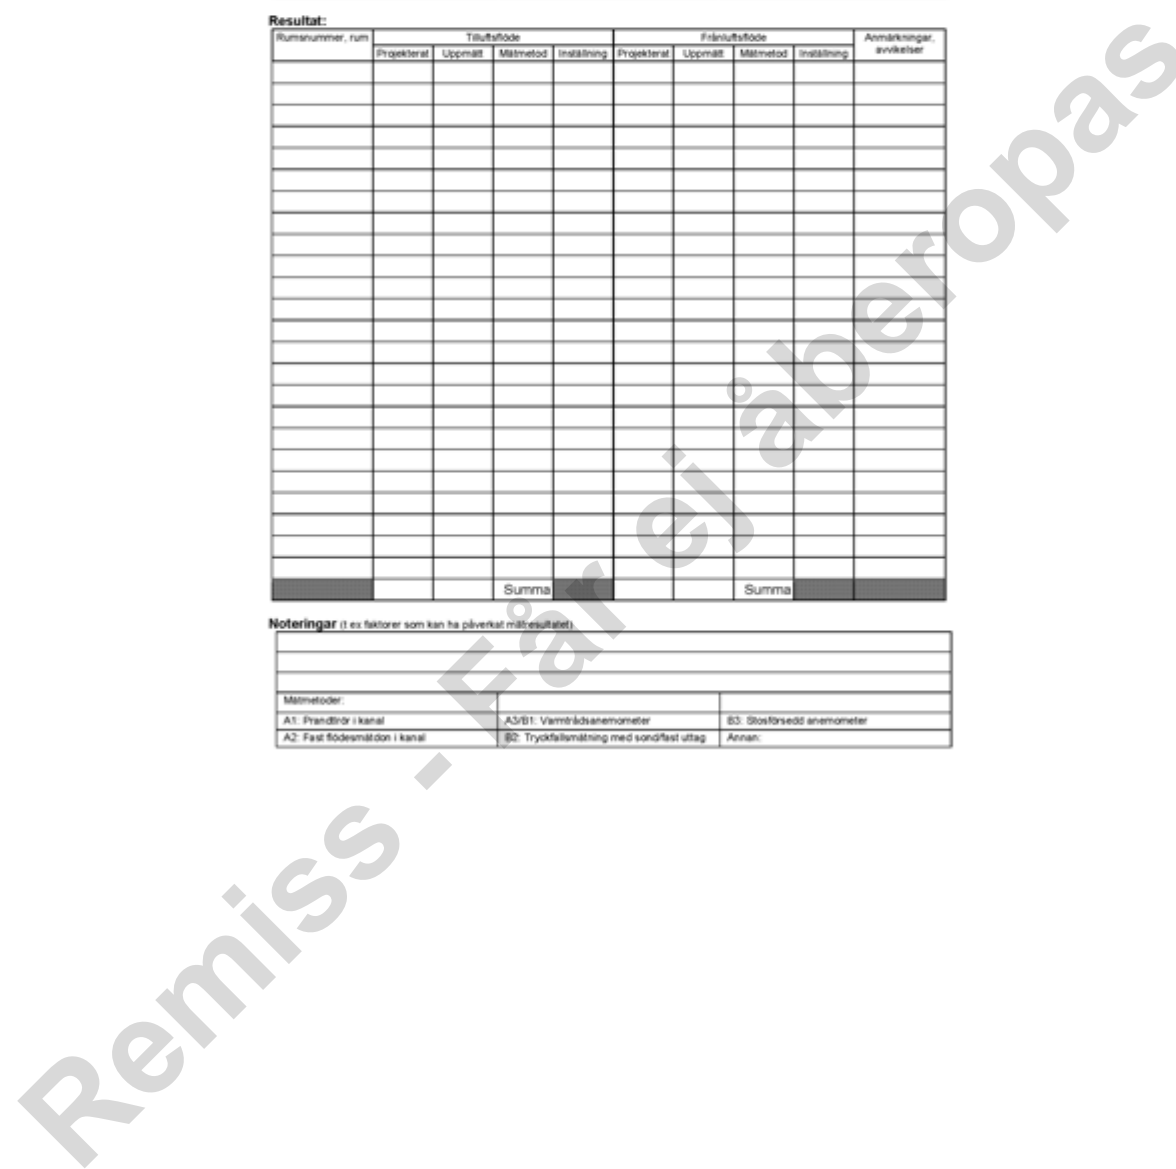 Resultat:
Rumsnummer, rum Tilluftsflöde Frånluftsflöde Anmärkningar, avvikelser
Projekterat Uppmätt Mätmetod Inställning Projekterat Uppmätt Mätmetod Inställning
Summa Summa
Noteringar (t ex faktorer som kan ha påverkat mätresultatet)
Mätmetoder:
A1: Prandtlrör i kanal A3/B1: Varmtrådsanemometer B3: Stosförsedd anemometer
A2: Fast flödesmätdon i kanal B2: Tryckfallsmätning med sond/fast uttag Annan:
Remiss - Får ej åberopas